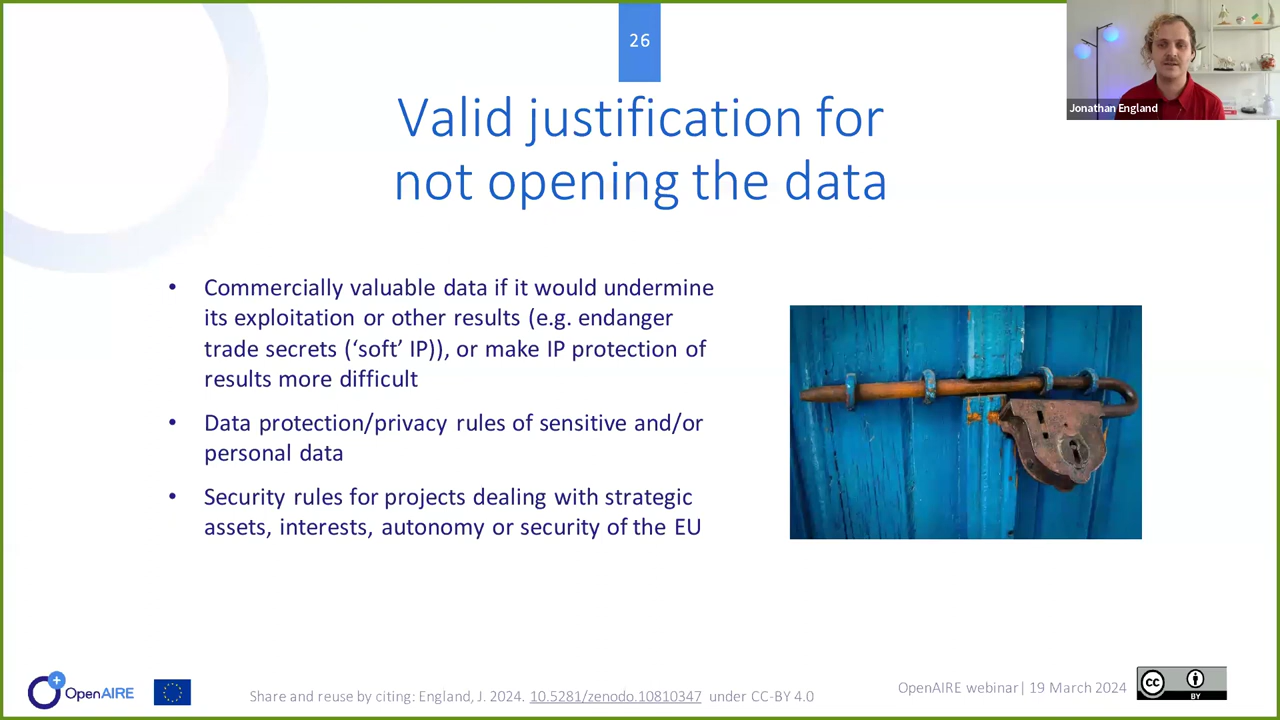 26
Jonathan England
Valid justification for
not opening the data
• Commercially valuable data if it would undermine
its exploitation or other results (e.g. endanger
trade secrets (‘soft’ IP)), or make IP protection of
results more difficult
• Data protection/privacy rules of sensitive and/or
personal data
• Security rules for projects dealing with strategic
assets, interests, autonomy or security of the EU
OpenAIRE
Share and reuse by citing: England, J. 2024. 10.5281/zenodo.10810347 under CC-BY 4.0
OpenAIRE webinar| 19 March 2024
CC
BY